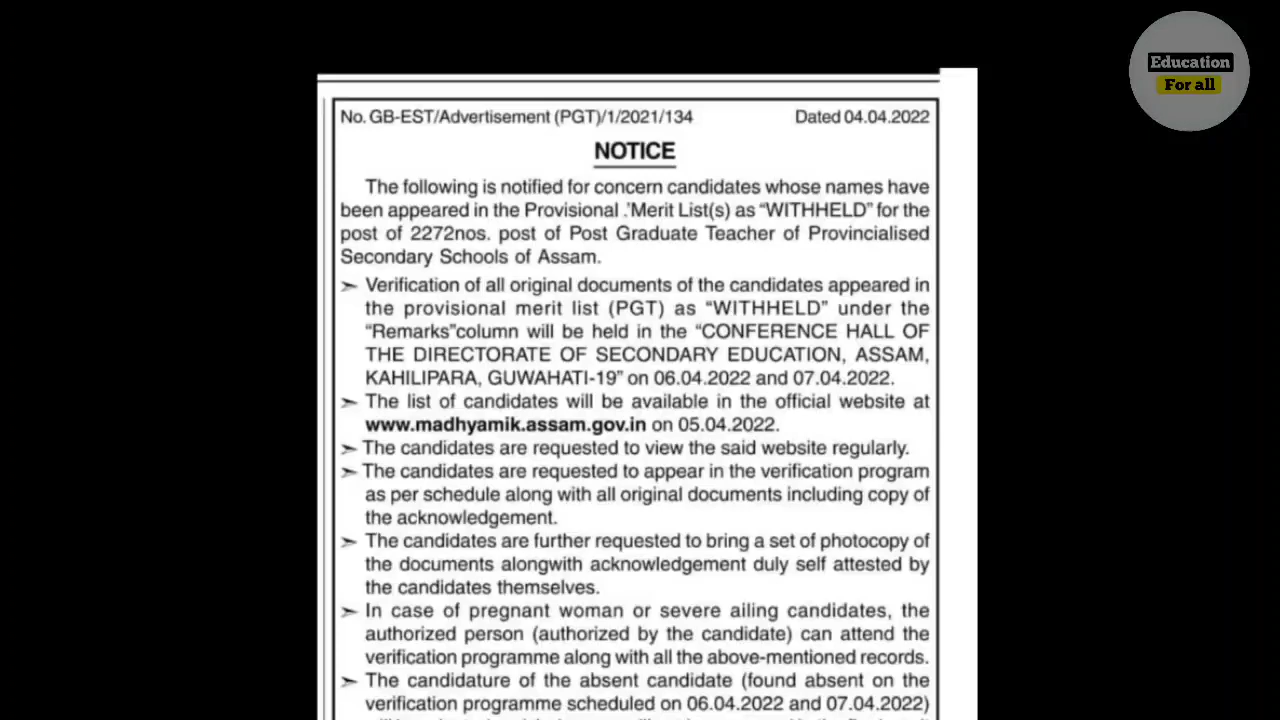 Education
For all
No. GB-EST/Advertisement (PGT)/1/2021/134 Dated 04.04.2022
NOTICE
The following is notified for concern candidates whose names have
been appeared in the Provisional .'Merit List(s) as “WITHHELD” for the
post of 2272nos. post of Post Graduate Teacher of Provincialised
Secondary Schools of Assam.
➤ Verification of all original documents of the candidates appeared in
the provisional merit list (PGT) as “WITHHELD” under the
“Remarks”column will be held in the “CONFERENCE HALL OF
THE DIRECTORATE OF SECONDARY EDUCATION, ASSAM,
KAHILIPARA, GUWAHATI-19” on 06.04.2022 and 07.04.2022.
➤ The list of candidates will be available in the official website at
www.madhyamik.assam.gov.in on 05.04.2022.
➤ The candidates are requested to view the said website regularly.
➤ The candidates are requested to appear in the verification program
as per schedule along with all original documents including copy of
the acknowledgement.
➤ The candidates are further requested to bring a set of photocopy of
the documents alongwith acknowledgement duly self attested by
the candidates themselves.
➤ In case of pregnant woman or severe ailing candidates, the
authorized person (authorized by the candidate) can attend the
verification programme along with all the above-mentioned records.
➤ The candidature of the absent candidate (found absent on the
verification programme scheduled on 06.04.2022 and 07.04.2022)